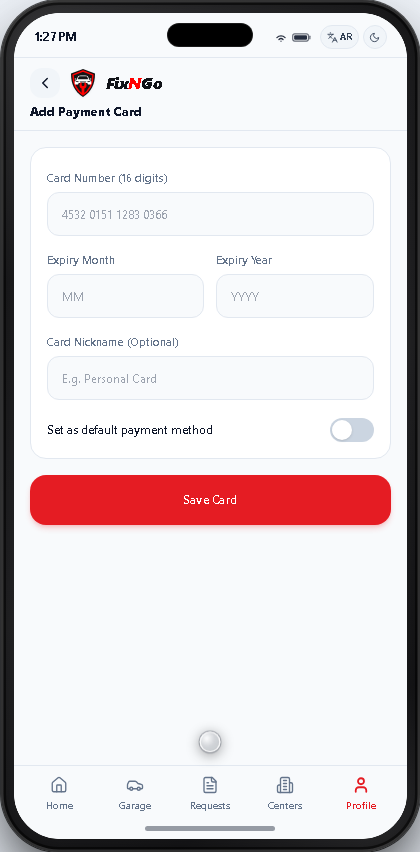 1:27 PM
AR
FixNGo
Add Payment Card
Card Number (16 digits)
4532 0151 1283 0366
Expiry Month
Expiry Year
MM
YYYY
Card Nickname (Optional)
E.g. Personal Card
Set as default payment method
Save Card
Home
Garage
Requests
Centers
Profile